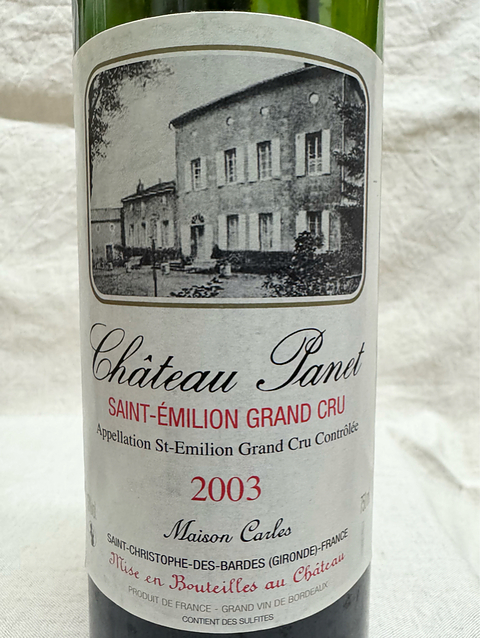 Château Panet
SAINT-ÉMILION GRAND CRU
Appellation St-Emilion Grand Cru Contrôlée
2003
Maison Carles
SAINT-CHRISTOPHE-DES-BARDES (GIRONDE)-FRANCE
Mise en Bouteilles au Château
PRODUIT DE FRANCE - GRAND VIN DE BORDEAUX
CONTIENT DES SULFITES